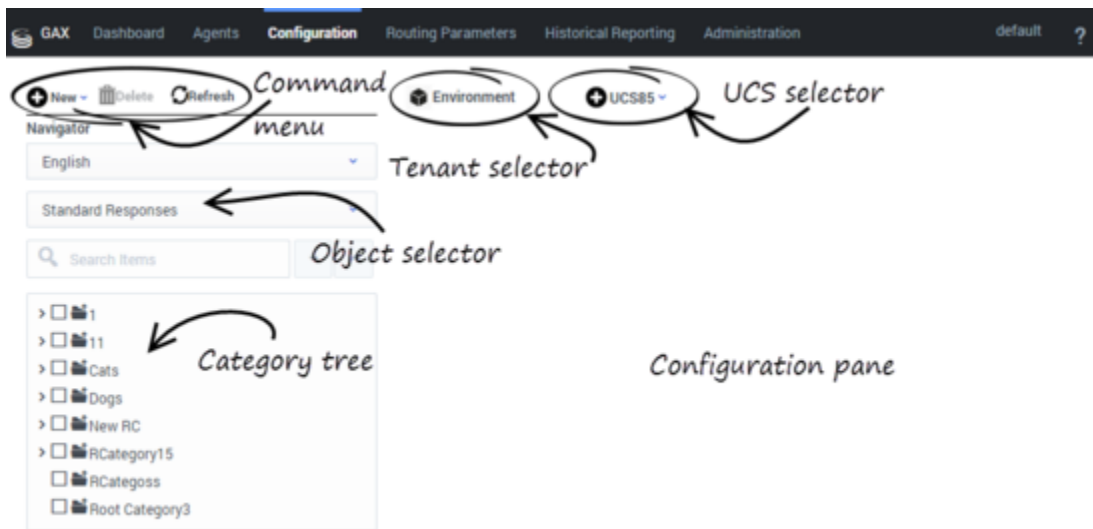 GAX Dashboard Agents Configuration Routing Parameters Historical Reporting Administration default ?
New Delete Refresh Command menu Environment UCS85 UCS selector
Navigator
English Tenant selector
Standard Responses
Search Items Object selector
1
11
Cats Category tree Configuration pane
Dogs
New RC
RCategory15
RCategoss
Root Category3